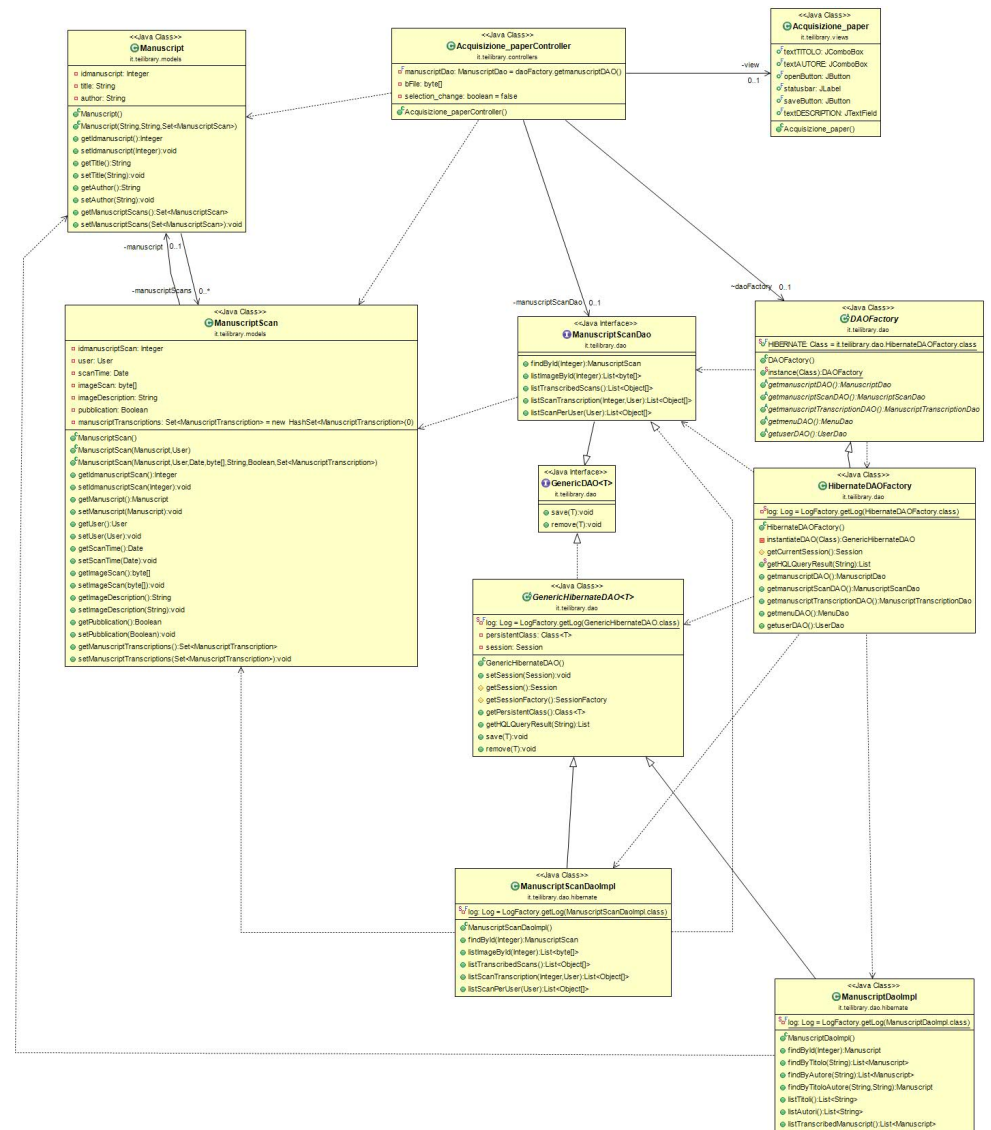 <<Java Class>>
Manuscript
it.teilibrary.models
idmanuscript: Integer
title: String
author: String
Manuscript()
Manuscript(String,String,Set<ManuscriptScan>)
getIdmanuscript():Integer
setIdmanuscript(Integer):void
getTitle():String
setTitle(String):void
getAuthor():String
setAuthor(String):void
getManuscriptScans():Set<ManuscriptScan>
setManuscriptScans(Set<ManuscriptScan>):void
<<Java Class>>
Acquisizione_paperController
it.teilibrary.controllers
manuscriptDao: ManuscriptDao = daoFactory.getmanuscriptDAO()
bFile: byte[]
selection_change: boolean = false
Acquisizione_paperController()
-view
0..1
<<Java Class>>
Acquisizione_paper
it.teilibrary.views
textTITOLO: JComboBox
textAUTORE: JComboBox
openButton: JButton
statusbar: JLabel
saveButton: JButton
textDESCRIPTION: JTextField
Acquisizione_paper()
-manuscript 0..1
-manuscriptScans 0..*
-manuscriptScanDao 0..1
~daoFactory 0..1
<<Java Class>>
ManuscriptScan
it.teilibrary.models
idmanuscriptScan: Integer
user: User
scanTime: Date
imageScan: byte[]
imageDescription: String
pubblication: Boolean
manuscriptTranscriptions: Set<ManuscriptTranscription> = new HashSet<ManuscriptTranscription>(0)
ManuscriptScan()
ManuscriptScan(Manuscript,User)
ManuscriptScan(Manuscript,User,Date,byte[],String,Boolean,Set<ManuscriptTranscription>)
getIdmanuscriptScan():Integer
setIdmanuscriptScan(Integer):void
getManuscript():Manuscript
setManuscript(Manuscript):void
getUser():User
setUser(User):void
getScanTime():Date
setScanTime(Date):void
getImageScan():byte[]
setImageScan(byte[]):void
getImageDescription():String
setImageDescription(String):void
getPubblication():Boolean
setPubblication(Boolean):void
getManuscriptTranscriptions():Set<ManuscriptTranscription>
setManuscriptTranscriptions(Set<ManuscriptTranscription>):void
<<Java Interface>>
ManuscriptScanDao
it.teilibrary.dao
findById(Integer):ManuscriptScan
listImageById(Integer):List<byte[]>
listTranscribedScans():List<Object[]>
listScanTranscription(Integer,User):List<Object[]>
listScanPerUser(User):List<Object[]>
<<Java Class>>
DAOFactory
it.teilibrary.dao
HIBERNATE: Class = it.teilibrary.dao.HibernateDAOFactory.class
DAOFactory()
instance(Class):DAOFactory
getmanuscriptDAO():ManuscriptDao
getmanuscriptScanDAO():ManuscriptScanDao
getmanuscriptTranscriptionDAO():ManuscriptTranscriptionDao
getmenuDAO():MenuDao
getuserDAO():UserDao
<<Java Interface>>
GenericDAO<T>
it.teilibrary.dao
save(T):void
remove(T):void
<<Java Class>>
HibernateDAOFactory
it.teilibrary.dao
log: Log = LogFactory.getLog(HibernateDAOFactory.class)
HibernateDAOFactory()
instantiateDAO(Class):GenericHibernateDAO
getCurrentSession():Session
getHQLQueryResult(String):List
getmanuscriptDAO():ManuscriptDao
getmanuscriptScanDAO():ManuscriptScanDao
getmanuscriptTranscriptionDAO():ManuscriptTranscriptionDao
getmenuDAO():MenuDao
getuserDAO():UserDao
<<Java Class>>
GenericHibernateDAO<T>
it.teilibrary.dao
log: Log = LogFactory.getLog(GenericHibernateDAO.class)
persistentClass: Class<T>
session: Session
GenericHibernateDAO()
setSession(Session):void
getSession():Session
getSessionFactory():SessionFactory
getPersistentClass():Class<T>
getHQLQueryResult(String):List
save(T):void
remove(T):void
<<Java Class>>
ManuscriptScanDaoImpl
it.teilibrary.dao.hibernate
log: Log = LogFactory.getLog(ManuscriptScanDaoImpl.class)
ManuscriptScanDaoImpl()
findById(Integer):ManuscriptScan
listImageById(Integer):List<byte[]>
listTranscribedScans():List<Object[]>
listScanTranscription(Integer,User):List<Object[]>
listScanPerUser(User):List<Object[]>
<<Java Class>>
ManuscriptDaoImpl
it.teilibrary.dao.hibernate
log: Log = LogFactory.getLog(ManuscriptDaoImpl.class)
ManuscriptDaoImpl()
findById(Integer):Manuscript
findByTitolo(String):List<Manuscript>
findByAutore(String):List<Manuscript>
findByTitoloAutore(String,String):Manuscript
listTitoli():List<String>
listAutori():List<String>
listTranscribedManuscript():List<Manuscript>